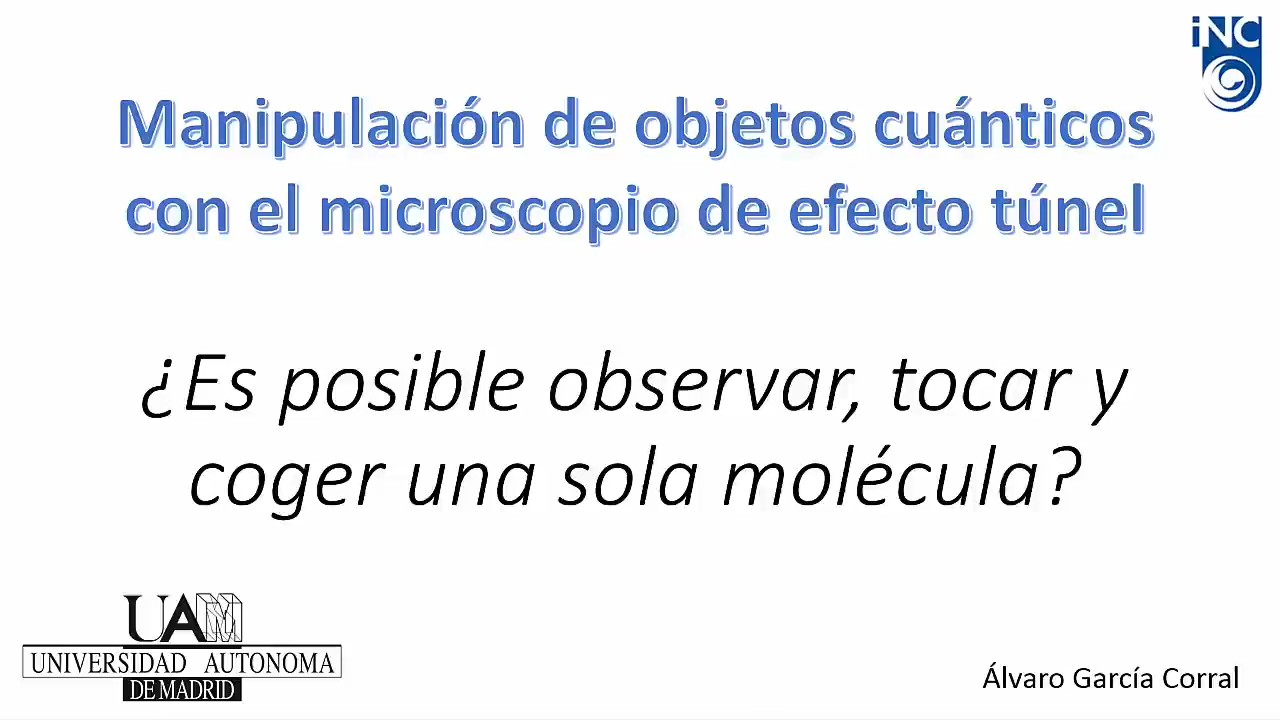 iNC
Manipulación de objetos cuánticos
con el microscopio de efecto túnel
¿Es posible observar, tocar y
coger una sola molécula?
UAM
UNIVERSIDAD AUTONOMA
DE MADRID
Álvaro García Corral